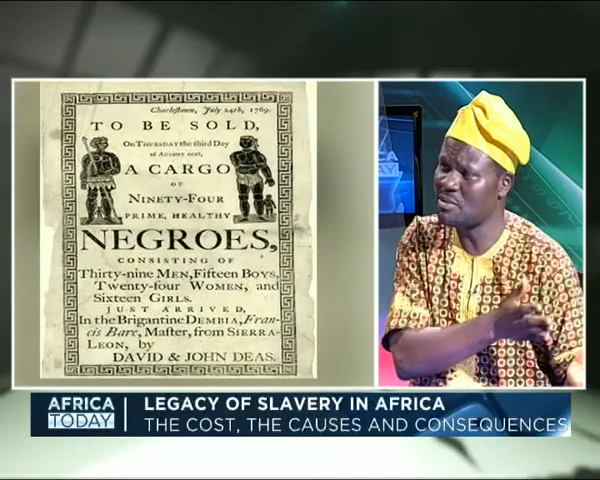 Charlestown, July 24th, 1769.
TO BE SOLD,
On THURSDAY the third Day
of AUGUST next,
A CARGO
OF
NINETY-FOUR
PRIME, HEALTHY
NEGROES,
CONSISTING OF
Thirty-nine MEN, Fifteen BOYS,
Twenty-four WOMEN, and
Sixteen GIRLS.
JUST ARRIVED,
In the Brigantine DEMBIA, Fran-
cis Bare, Master, from SIERRA-
LEON, by
DAVID & JOHN DEAS.
AFRICA
TODAY
LEGACY OF SLAVERY IN AFRICA
THE COST, THE CAUSES AND CONSEQUENCES